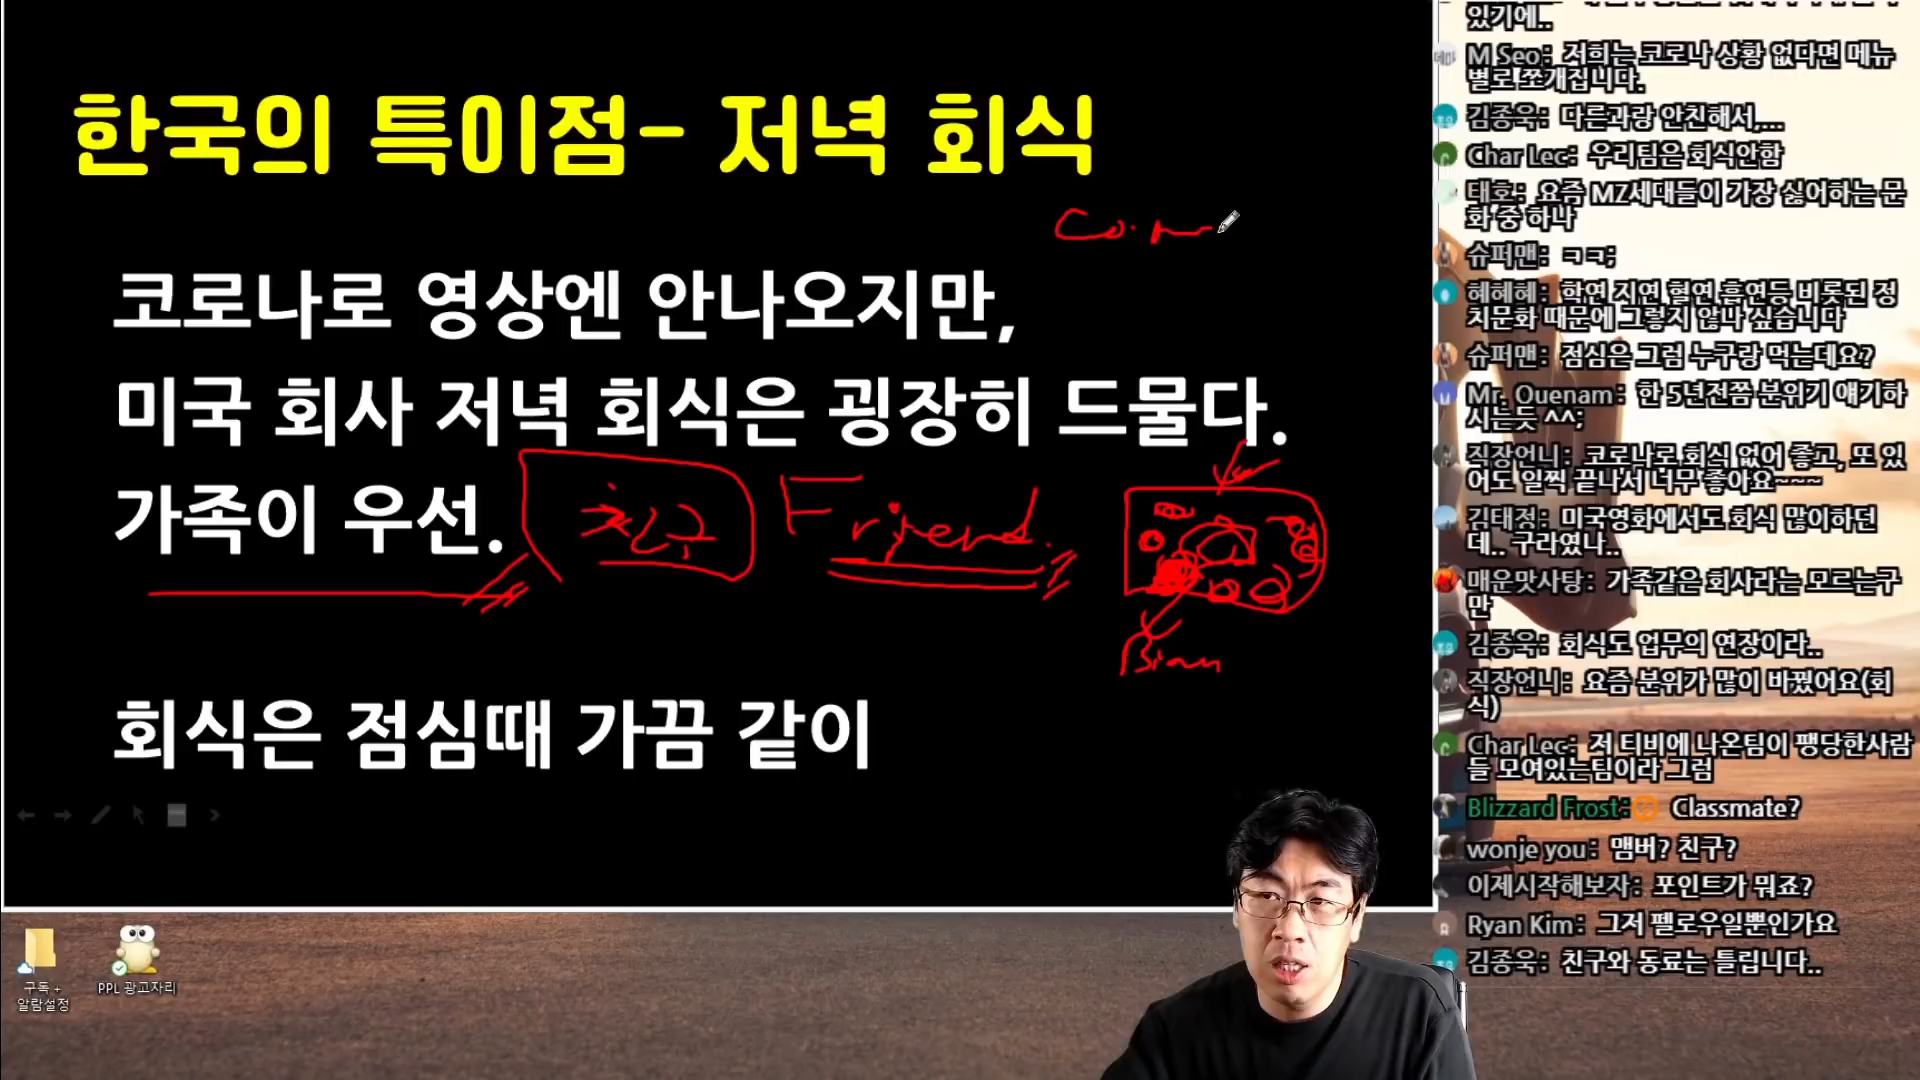 한국의 특이점- 저녁 회식
코로나로 영상엔 안나오지만,
미국 회사 저녁 회식은 굉장히 드물다.
가족이 우선.
친구
Friend.
Brian
회식은 점심때 가끔 같이
구독 +
알람설정
PPL 광고자리
있기에..
M Seo: 저희는 코로나 상황 없다면 메뉴
별로 쪼개집니다.
김종욱: 다른과랑 안친해서,...
Char Lec: 우리팀은 회식안함
태호: 요즘 MZ세대들이 가장 싫어하는 문
화 중 하나
슈퍼맨: ㅋㅋ;
헤헤헤: 학연 지연 혈연 흡연등 비롯된 정
치문화 때문에 그렇지 않나 싶습니다
슈퍼맨: 점심은 그럼 누구랑 먹는데요?
Mr. Ouenam: 한 5년전쯤 분위기 얘기하
시는듯 ^^;
직장언니: 코로나로 회식 없어 좋고, 또 있
어도 일찍 끝나서 너무 좋아요~~~~
김태정: 미국영화에서도 회식 많이하던
데.. 구라였나..
매운맛사탕: 가족같은 회사라는 모르는구
만
김종욱: 회식도 업무의 연장이라..
직장언니: 요즘 분위가 많이 바꼈어요(회
식)
Char Lec: 저 티비에 나온팀이 팽당한사람
들 모여있는팀이라 그럼
Blizzard Frost: Classmate?
wonje you: 맴버? 친구?
이제시작해보자: 포인트가 뭐죠?
Ryan Kim: 그저 펠로우일뿐인가요
김종욱: 친구와 동료는 틀립니다..